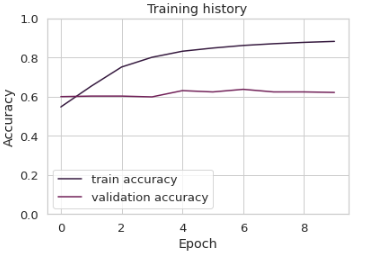 Training history
Accuracy
1.0
0.8
0.6
0.4
0.2
0.0
train accuracy
validation accuracy
0 2 4 6 8
Epoch